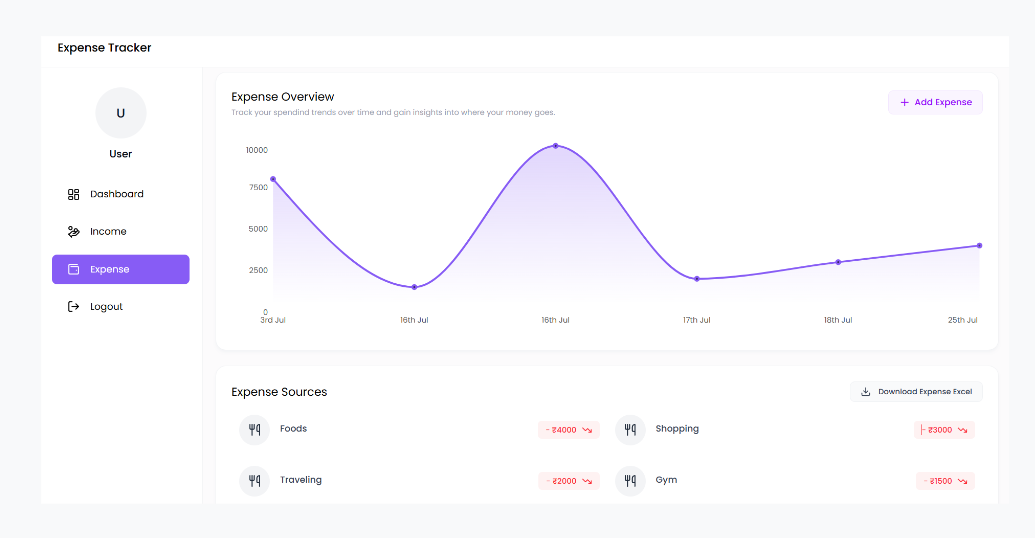 Expense Tracker
U
User
Dashboard
Income
Expense
Logout
Expense Overview
Track your spendind trends over time and gain insights into where your money goes.
+ Add Expense
10000
7500
5000
2500
0
3rd Jul
16th Jul
16th Jul
17th Jul
18th Jul
25th Jul
Expense Sources
Download Expense Excel
Foods
- ₹4000
Shopping
- ₹3000
Traveling
- ₹2000
Gym
- ₹1500